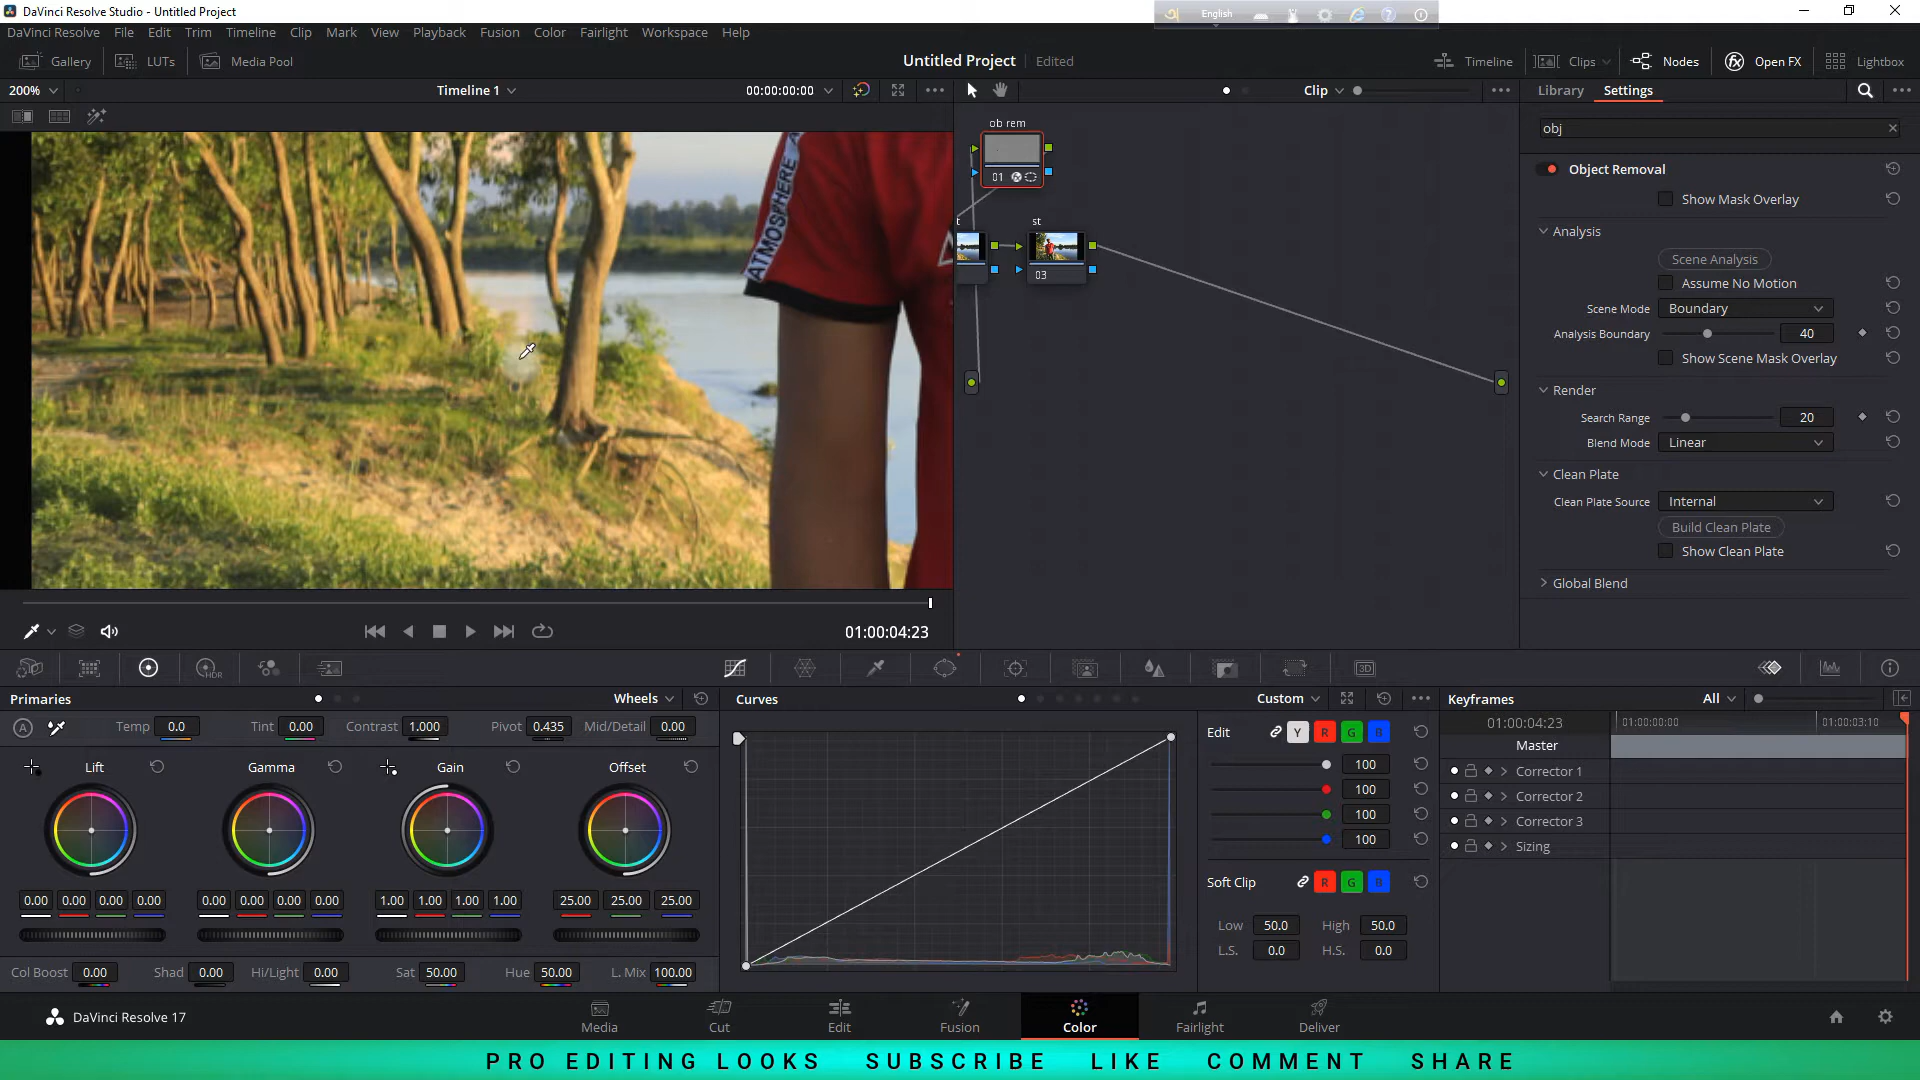 DaVinci Resolve Studio - Untitled Project
English
DaVinci Resolve File Edit Trim Timeline Clip Mark View Playback Fusion Color Fairlight Workspace Help
Gallery LUTs Media Pool Untitled Project Edited Timeline Clips Nodes fx Open FX Lightbox
200% Timeline 1 00:00:00:00 Clip Library Settings
obj
ob rem
01
Object Removal
Show Mask Overlay
ATMOSPHERE
t st
03
Analysis
Scene Analysis
Assume No Motion
Scene Mode Boundary
Analysis Boundary 40
Show Scene Mask Overlay
Render
Search Range 20
Blend Mode Linear
Clean Plate
Clean Plate Source Internal
Build Clean Plate
Show Clean Plate
Global Blend
01:00:04:23
HDR 3D
Primaries Wheels Curves Custom Keyframes All
A Temp 0.0 Tint 0.00 Contrast 1.000 Pivot 0.435 Mid/Detail 0.00
Edit Y R G B
01:00:04:23 01:00:00:00 01:00:03:10
Master
Lift Gamma Gain Offset
100
100
100
100
Corrector 1
Corrector 2
Corrector 3
Sizing
Soft Clip R G B
0.00 0.00 0.00 0.00 0.00 0.00 0.00 0.00 1.00 1.00 1.00 1.00 25.00 25.00 25.00
Low 50.0 High 50.0
L.S. 0.0 H.S. 0.0
Col Boost 0.00 Shad 0.00 Hi/Light 0.00 Sat 50.00 Hue 50.00 L. Mix 100.00
DaVinci Resolve 17
Media Cut Edit Fusion Color Fairlight Deliver
PRO EDITING LOOKS SUBSCRIBE LIKE COMMENT SHARE